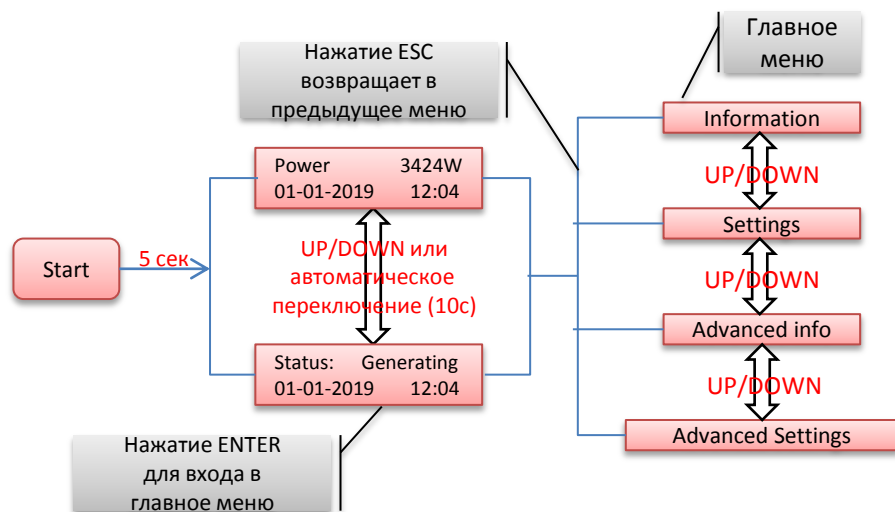 Нажатие ESC
возвращает в
предыдущее меню
Главное
меню
Information
UP/DOWN
Settings
UP/DOWN
Advanced info
UP/DOWN
Advanced Settings
Power 3424W
01-01-2019 12:04
Start
5 сек
UP/DOWN или
автоматическое
переключение (10с)
Status: Generating
01-01-2019 12:04
Нажатие ENTER
для входа в
главное меню